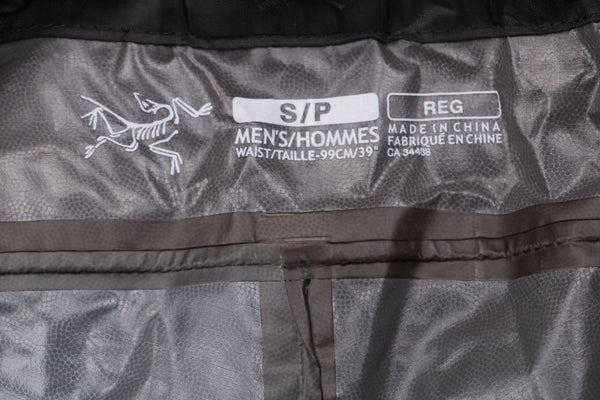 S/P
MEN'S/HOMMES
WAIST/TAILLE-99CM/39"
REG
MADE IN CHINA
FABRIQUÉ EN CHINE
CA 34438